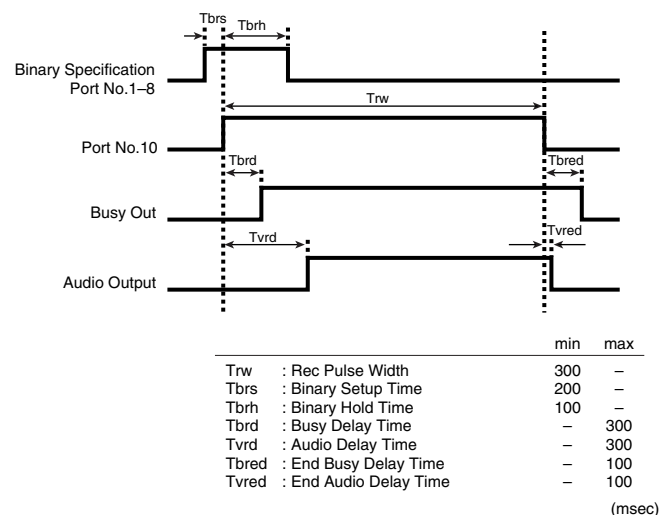 Tbrs
Tbrh
Binary Specification
Port No.1–8
Trw
Port No.10
Tbrd
Tbred
Busy Out
Tvrd
Tvred
Audio Output
min max
Trw : Rec Pulse Width 300 –
Tbrs : Binary Setup Time 200 –
Tbrh : Binary Hold Time 100 –
Tbrd : Busy Delay Time – 300
Tvrd : Audio Delay Time – 300
Tbred : End Busy Delay Time – 100
Tvred : End Audio Delay Time – 100
(msec)